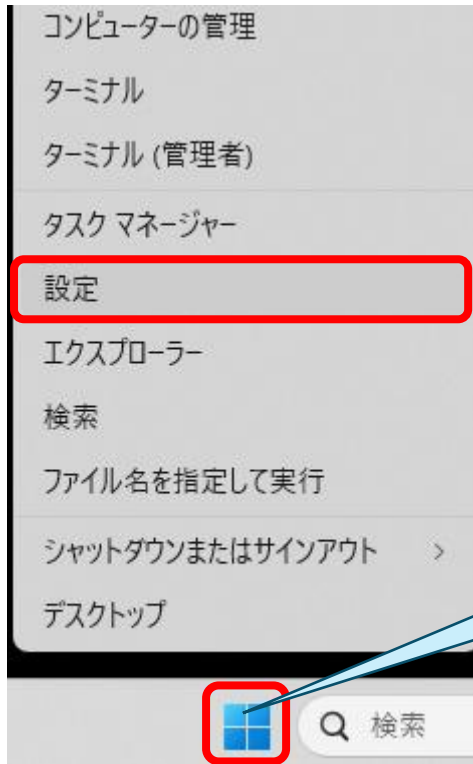 コンピューターの管理
ターミナル
ターミナル (管理者)
タスク マネージャー
設定
エクスプローラー
検索
ファイル名を指定して実行
シャットダウンまたはサインアウト
デスクトップ
検索